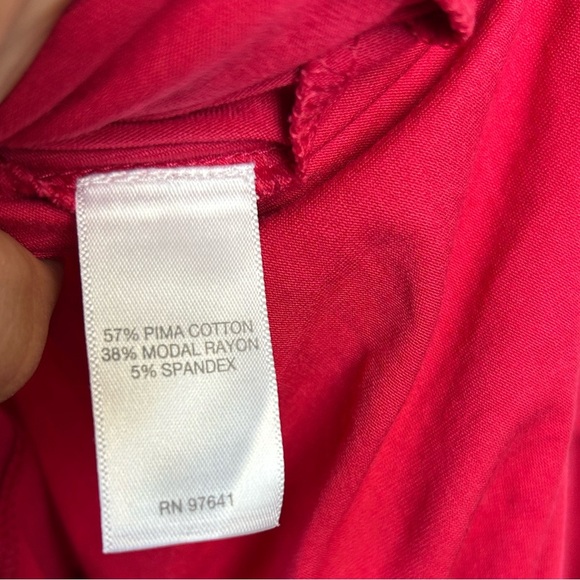 57% PIMA COTTON
38% MODAL RAYON
5% SPANDEX
RN 97641